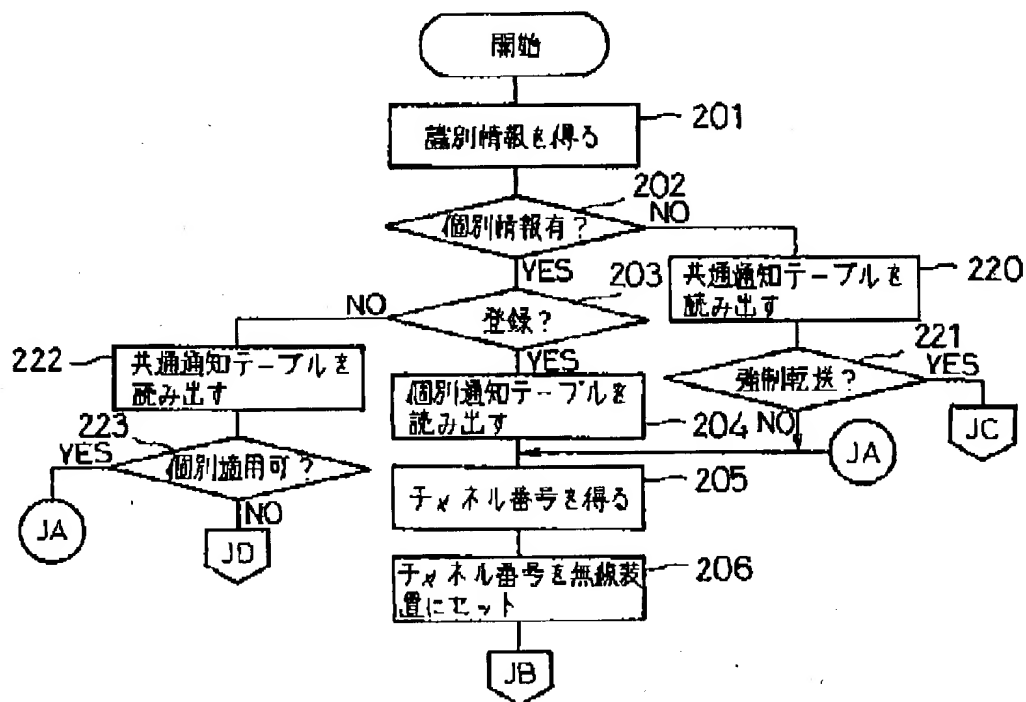 開始
識別情報を得る
201
個別情報有？
202
NO
YES
登録？
203
NO
YES
共通通知テーブルを
読み出す
220
強制転送？
221
YES
NO
JC
共通通知テーブルを
読み出す
222
個別適用可？
223
YES
NO
JA
JD
個別通知テーブルを
読み出す
204
JA
チャネル番号を得る
205
チャネル番号を無線装
置にセット
206
JB